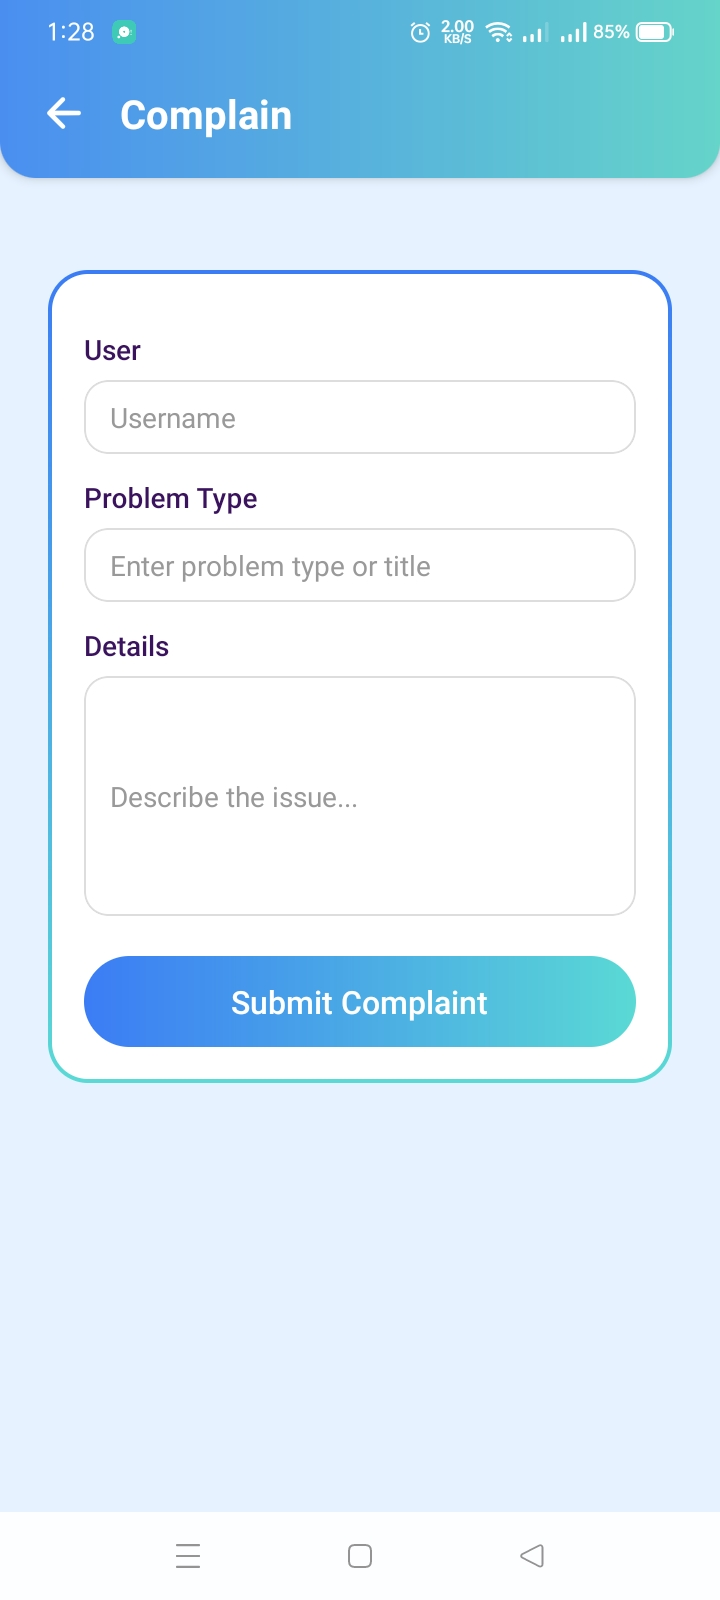 1:28
2.00
KB/S
85%
Complain
User
Username
Problem Type
Enter problem type or title
Details
Describe the issue...
Submit Complaint